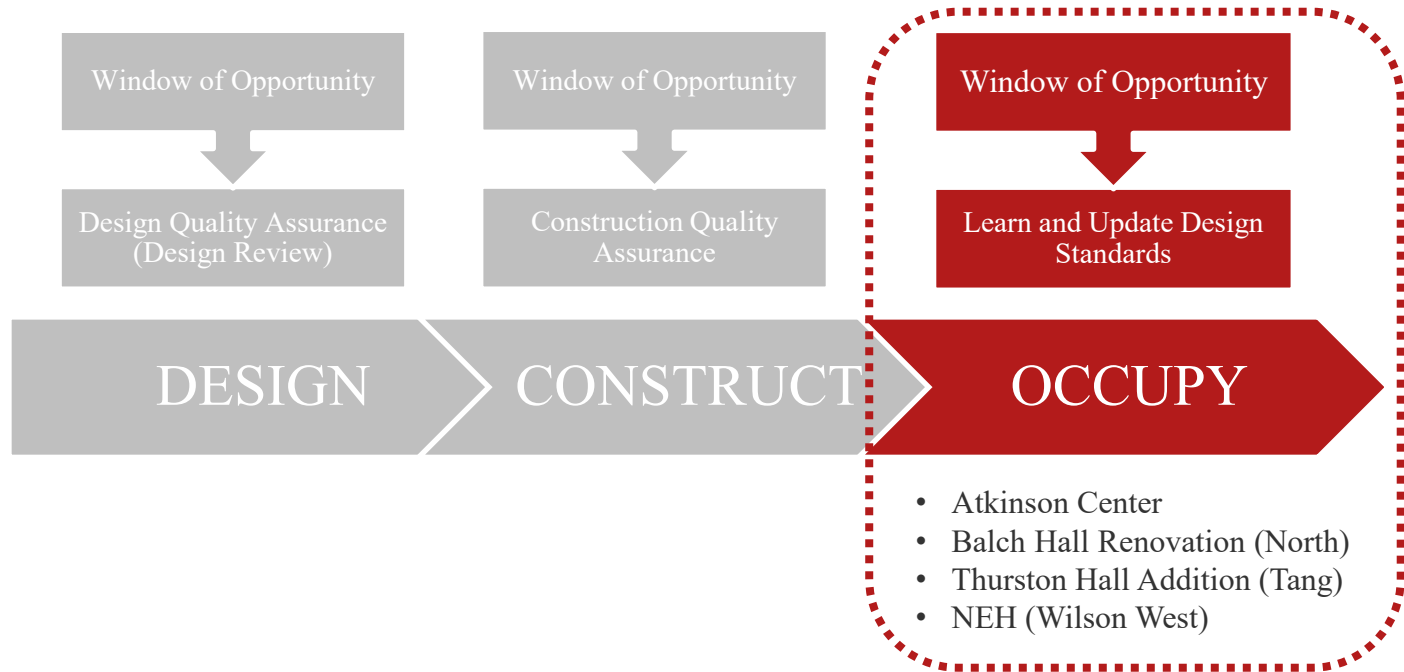 Window of Opportunity
Design Quality Assurance
(Design Review)
Window of Opportunity
Construction Quality
Assurance
Window of Opportunity
Learn and Update Design
Standards
DESIGN
CONSTRUCT
OCCUPY
• Atkinson Center
• Balch Hall Renovation (North)
• Thurston Hall Addition (Tang)
• NEH (Wilson West)